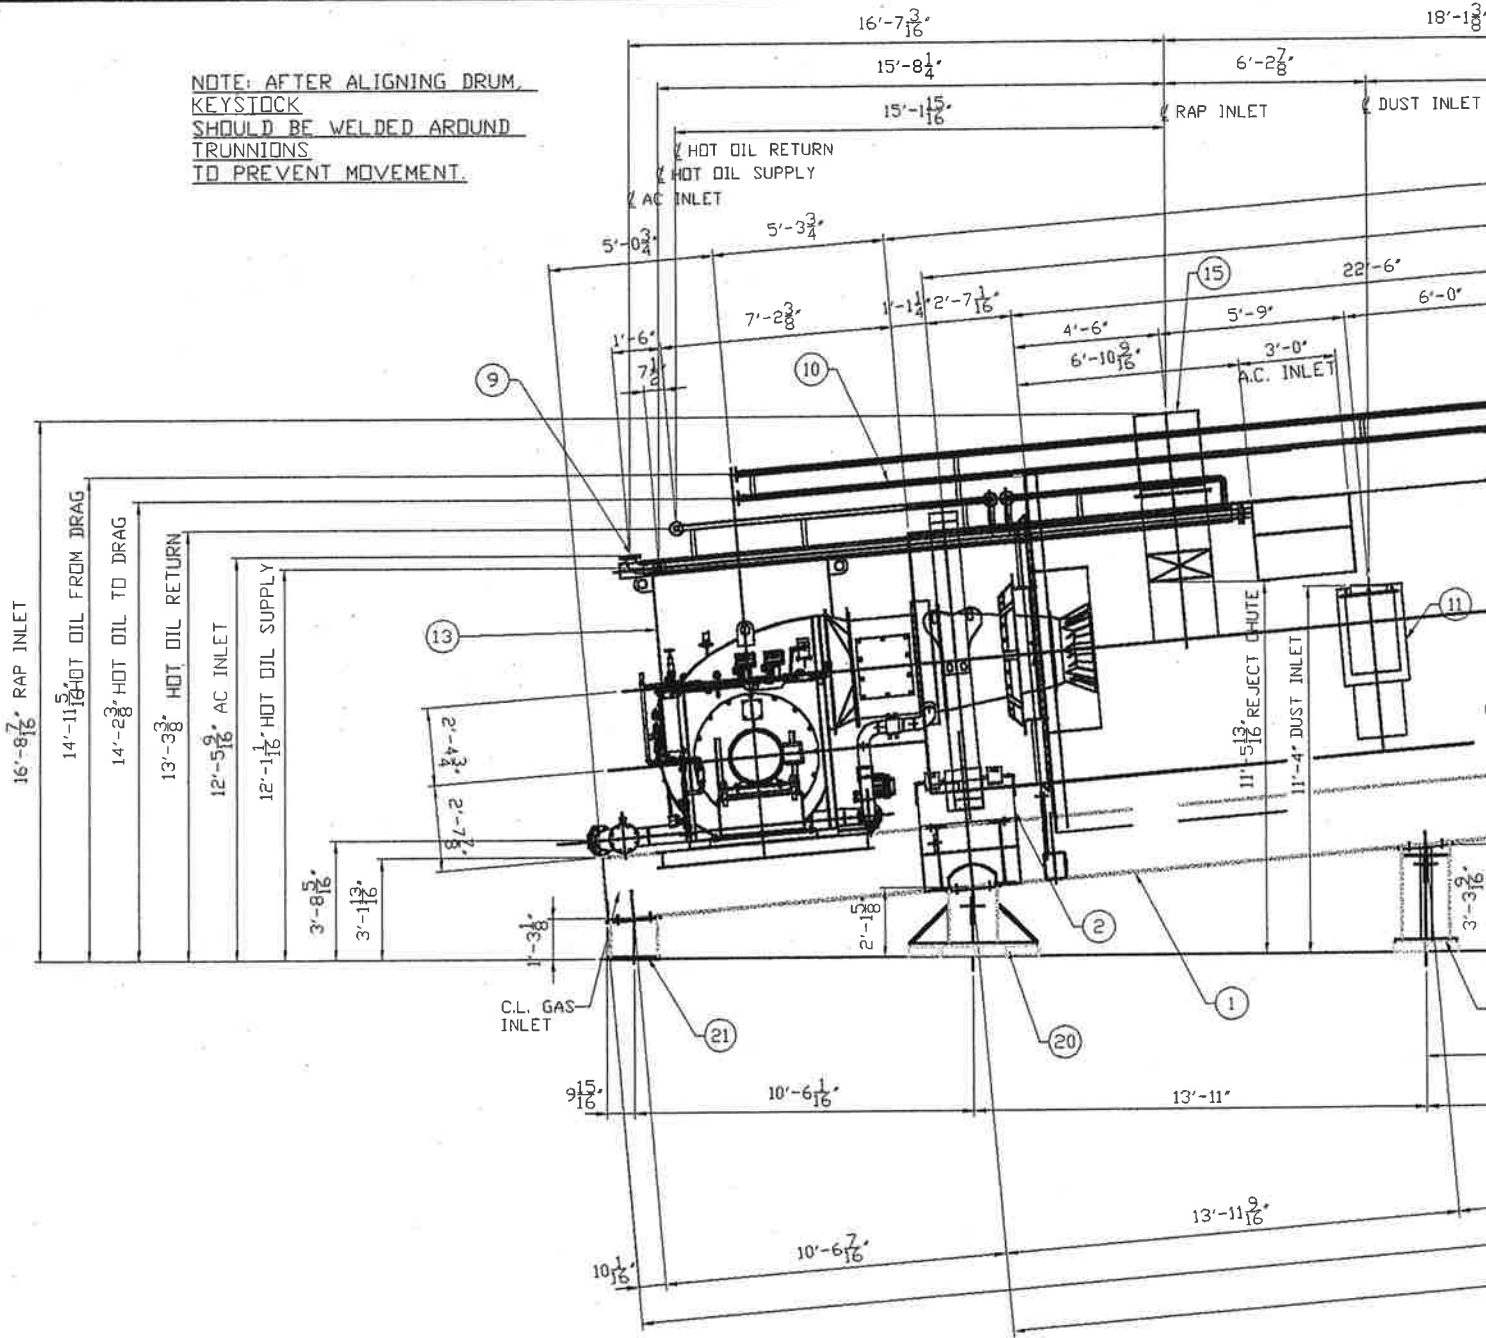 16'-7 3/16"
18'-1 3/8"
15'-8 1/4"
6'-2 7/8"
15'-1 15/16"
NOTE: AFTER ALIGNING DRUM,
KEYSTOCK
SHOULD BE WELDED AROUND
TRUNNIONS
TO PREVENT MOVEMENT.
℄ RAP INLET
℄ DUST INLET
℄ HOT OIL RETURN
℄ HOT OIL SUPPLY
℄ AC INLET
5'-0 3/4"
5'-3 3/4"
22'-6"
15
1'-6"
7'-2 3/8"
1'-1 1/4"
2'-7 1/16"
4'-6"
5'-9"
6'-0"
7 1/2"
6'-10 9/16"
3'-0"
A.C. INLET
9
10
16'-8 7/16" RAP INLET
14'-11 5/16" HOT OIL FROM DRAG
14'-2 3/8" HOT OIL TO DRAG
13'-3 3/8" HOT OIL RETURN
12'-5 9/16" AC INLET
12'-1 1/16" HOT OIL SUPPLY
13
11
2'-4 3/4"
2'-7 7/8"
11'-5 13/16" REJECT CHUTE
11'-4" DUST INLET
3'-8 5/16"
3'-1 13/16"
1'-3 1/8"
2'-1 5/8"
3'-3 9/16"
2
1
C.L. GAS
INLET
21
20
9 15/16"
10'-6 1/16"
13'-11"
10 1/16"
10'-6 7/16"
13'-11 9/16"